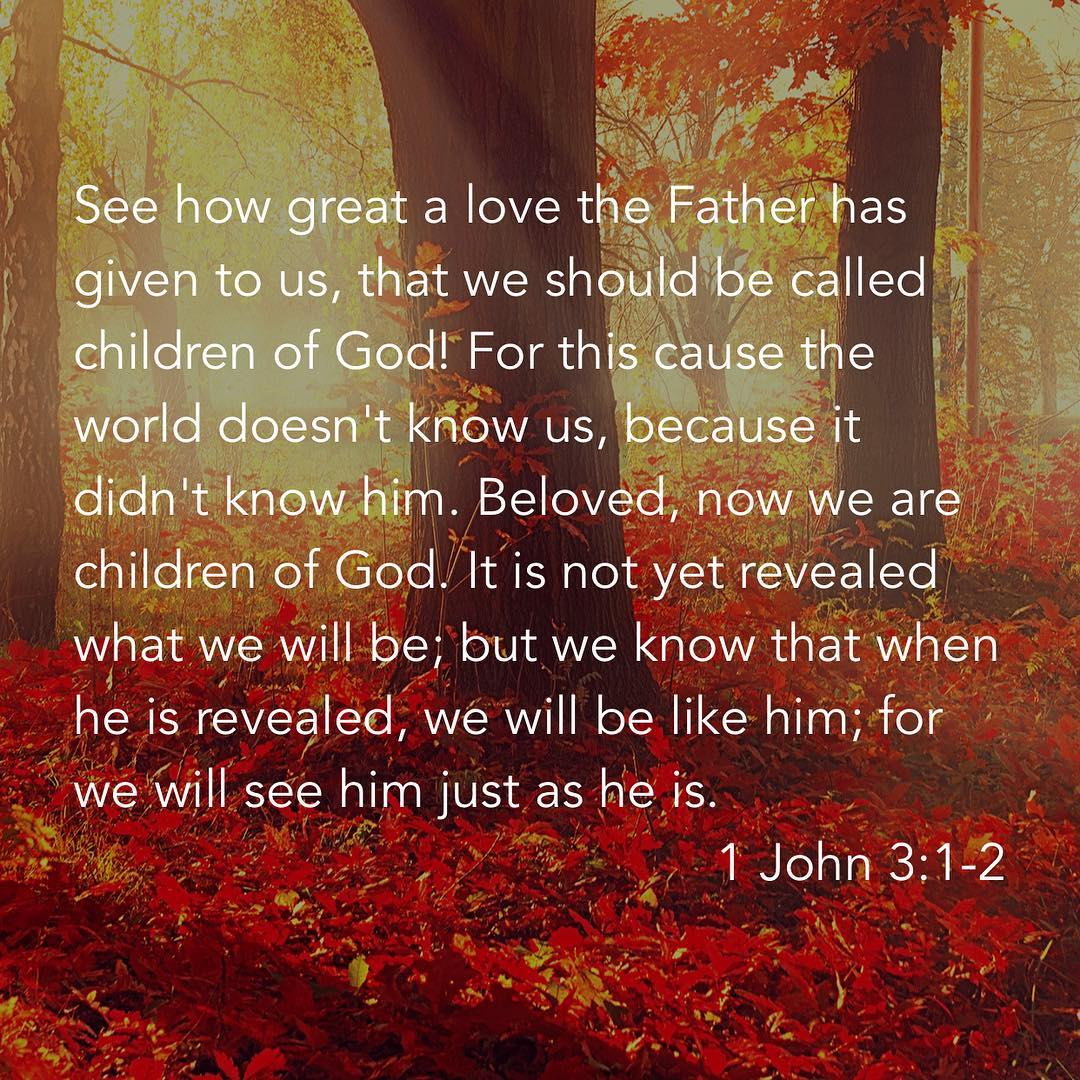 See how great a love the Father has
given to us, that we should be called
children of God! For this cause the
world doesn't know us, because it
didn't know him. Beloved, now we are
children of God. It is not yet revealed
what we will be; but we know that when
he is revealed, we will be like him; for
we will see him just as he is.
1 John 3:1-2